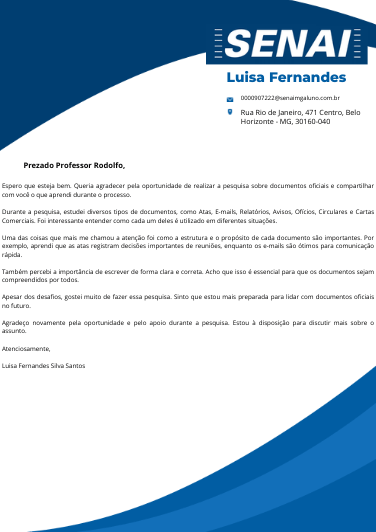 SENAI
Luisa Fernandes
0000907222@senaimgaluno.com.br
Rua Rio de Janeiro, 471 Centro, Belo
Horizonte - MG, 30160-040
Prezado Professor Rodolfo,
Espero que esteja bem. Queria agradecer pela oportunidade de realizar a pesquisa sobre documentos oficiais e compartilhar
com você o que aprendi durante o processo.
Durante a pesquisa, estudei diversos tipos de documentos, como Atas, E-mails, Relatórios, Avisos, Ofícios, Circulares e Cartas
Comerciais. Foi interessante entender como cada um deles é utilizado em diferentes situações.
Uma das coisas que mais me chamou a atenção foi como a estrutura e o propósito de cada documento são importantes. Por
exemplo, aprendi que as atas registram decisões importantes de reuniões, enquanto os e-mails são ótimos para comunicação
rápida.
Também percebi a importância de escrever de forma clara e correta. Acho que isso é essencial para que os documentos sejam
compreendidos por todos.
Apesar dos desafios, gostei muito de fazer essa pesquisa. Sinto que estou mais preparada para lidar com documentos oficiais
no futuro.
Agradeço novamente pela oportunidade e pelo apoio durante a pesquisa. Estou à disposição para discutir mais sobre o
assunto.
Atenciosamente,
Luisa Fernandes Silva Santos